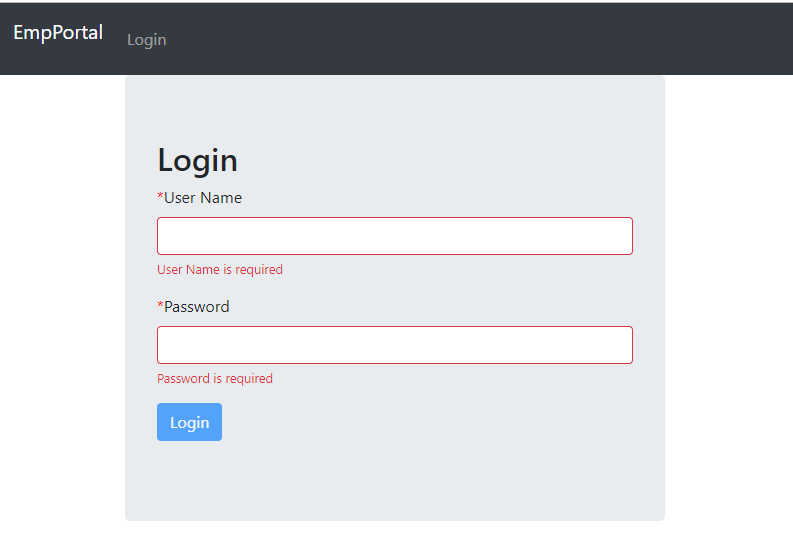 EmpPortal Login
Login
*User Name
User Name is required
*Password
Password is required
Login